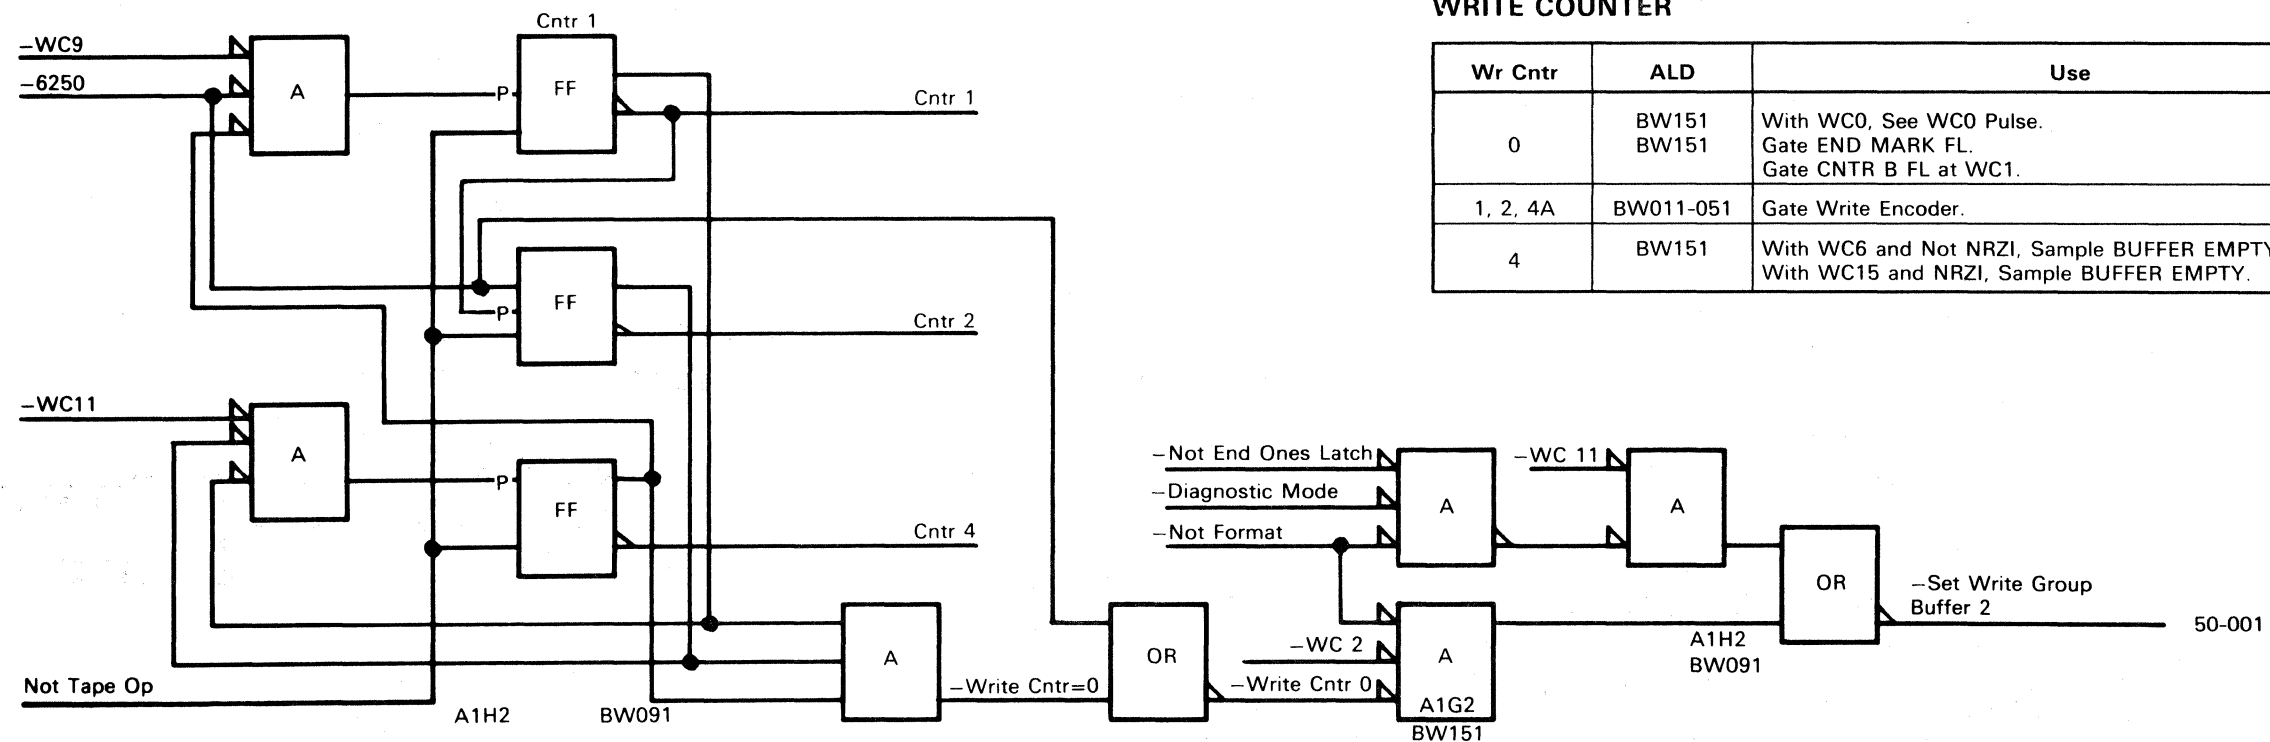 WRITE COUNTER
Wr Cntr ALD Use
0 BW151 With WC0, See WC0 Pulse.
BW151 Gate END MARK FL.
Gate CNTR B FL at WC1.
1, 2, 4A BW011-051 Gate Write Encoder.
4 BW151 With WC6 and Not NRZI, Sample BUFFER EMPTY
With WC15 and NRZI, Sample BUFFER EMPTY.
Cntr 1
–WC9
–6250
A
P
FF
Cntr 1
P
FF
Cntr 2
–WC11
A
P
FF
Cntr 4
Not Tape Op
A1H2
BW091
A
–Write Cntr=0
OR
–Not End Ones Latch
–Diagnostic Mode
–Not Format
A
–WC 11
A
–WC 2
–Write Cntr 0
A
A1G2
BW151
OR
A1H2
BW091
–Set Write Group
Buffer 2
50-001